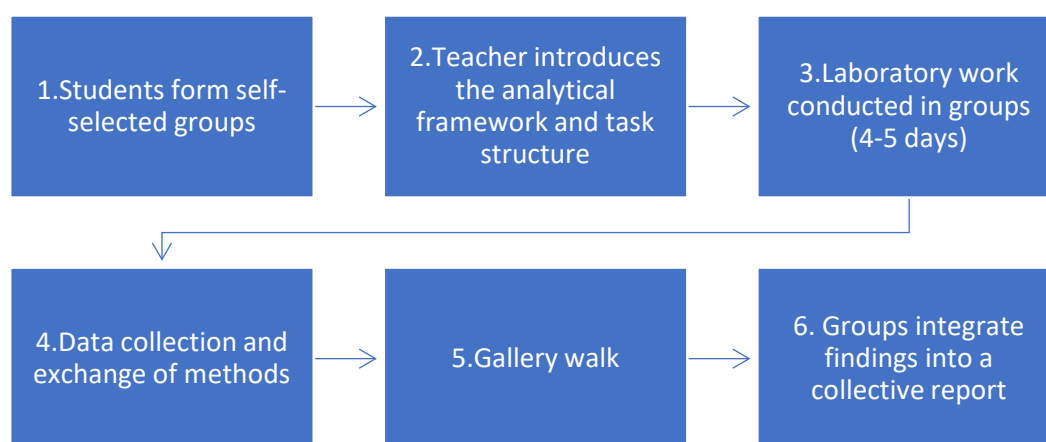 1.Students form self-
selected groups
2.Teacher introduces
the analytical
framework and task
structure
3.Laboratory work
conducted in groups
(4-5 days)
4.Data collection and
exchange of methods
5.Gallery walk
6. Groups integrate
findings into a
collective report